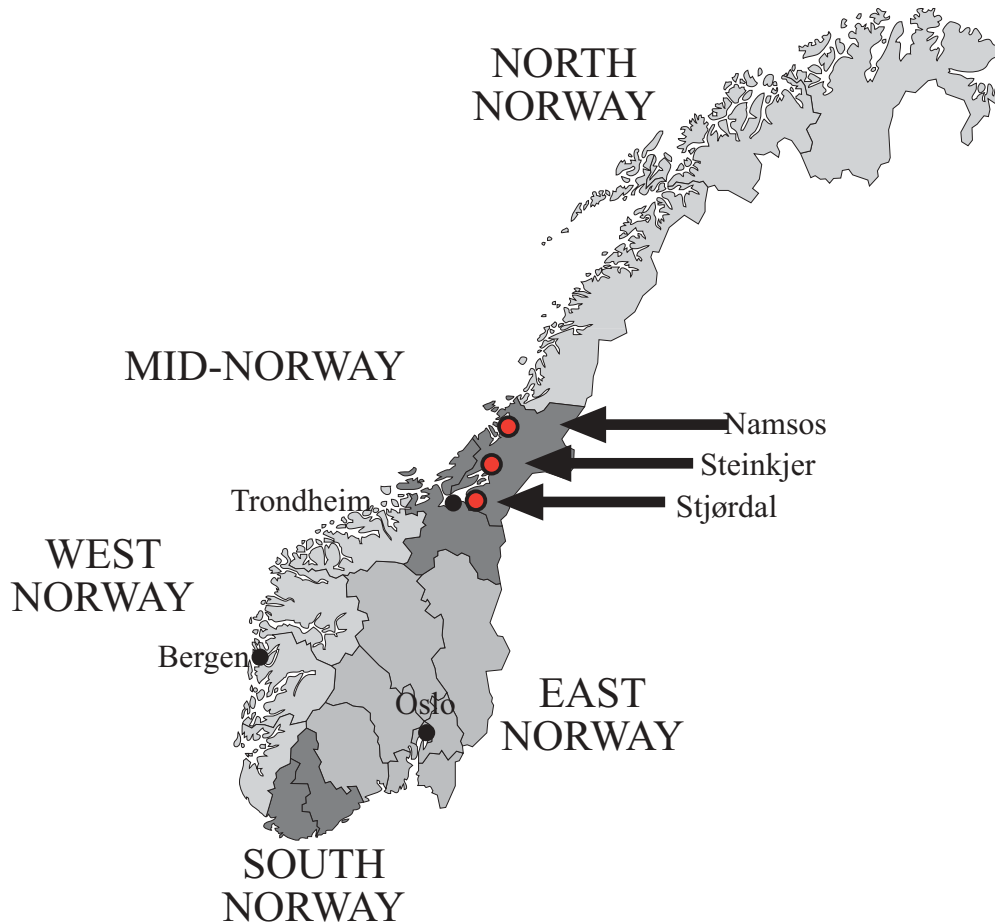 NORTH
NORWAY
MID-NORWAY
Namsos
Steinkjer
Stjørdal
Trondheim
WEST
NORWAY
Bergen
Oslo
EAST
NORWAY
SOUTH
NORWAY